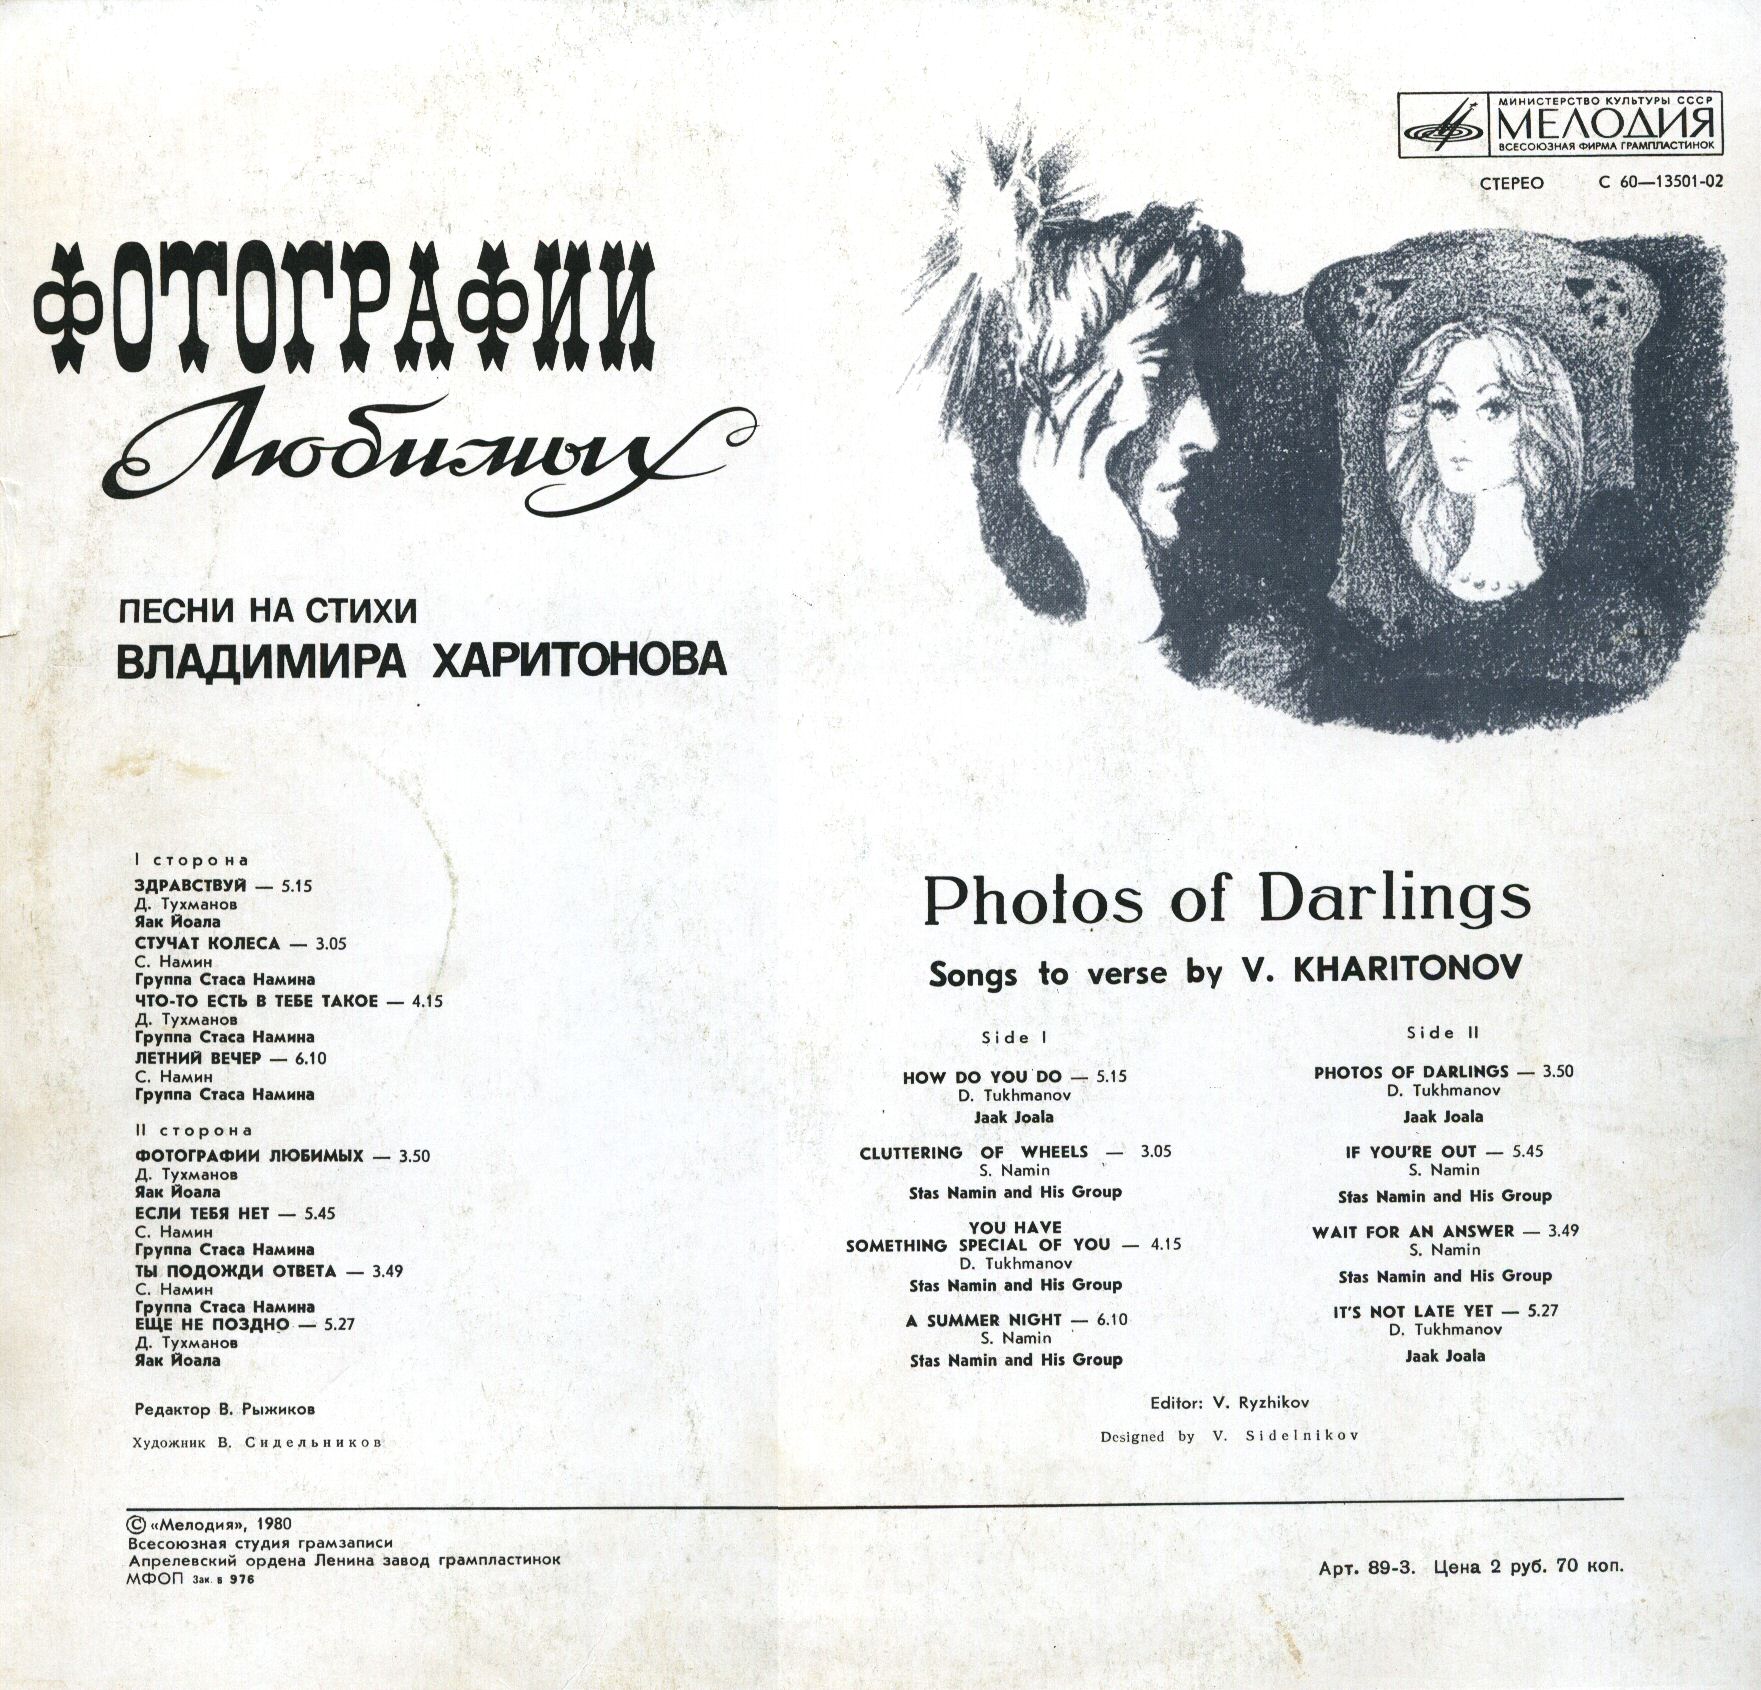 МИНИСТЕРСТВО КУЛЬТУРЫ СССР
МЕЛОДИЯ
ВСЕСОЮЗНАЯ ФИРМА ГРАМПЛАСТИНОК
СТЕРЕО С 60—13501-02
ФОТОГРАФИИ
Любимых
ПЕСНИ НА СТИХИ
ВЛАДИМИРА ХАРИТОНОВА
I сторона
ЗДРАВСТВУЙ — 5.15
Д. Тухманов
Яак Йоала
СТУЧАТ КОЛЕСА — 3.05
С. Намин
Группа Стаса Намина
ЧТО-ТО ЕСТЬ В ТЕБЕ ТАКОЕ — 4.15
Д. Тухманов
Группа Стаса Намина
ЛЕТНИЙ ВЕЧЕР — 6.10
С. Намин
Группа Стаса Намина
II сторона
ФОТОГРАФИИ ЛЮБИМЫХ — 3.50
Д. Тухманов
Яак Йоала
ЕСЛИ ТЕБЯ НЕТ — 5.45
С. Намин
Группа Стаса Намина
ТЫ ПОДОЖДИ ОТВЕТА — 3.49
С. Намин
Группа Стаса Намина
ЕЩЕ НЕ ПОЗДНО — 5.27
Д. Тухманов
Яак Йоала
Редактор В. Рыжиков
Художник В. Сидельников
Photos of Darlings
Songs to verse by V. KHARITONOV
Side I
HOW DO YOU DO — 5.15
D. Tukhmanov
Jaak Joala
CLUTTERING OF WHEELS — 3.05
S. Namin
Stas Namin and His Group
YOU HAVE
SOMETHING SPECIAL OF YOU — 4.15
D. Tukhmanov
Stas Namin and His Group
A SUMMER NIGHT — 6.10
S. Namin
Stas Namin and His Group
Side II
PHOTOS OF DARLINGS — 3.50
D. Tukhmanov
Jaak Joala
IF YOU'RE OUT — 5.45
S. Namin
Stas Namin and His Group
WAIT FOR AN ANSWER — 3.49
S. Namin
Stas Namin and His Group
IT'S NOT LATE YET — 5.27
D. Tukhmanov
Jaak Joala
Editor: V. Ryzhikov
Designed by V. Sidelnikov
© «Мелодия», 1980
Всесоюзная студия грамзаписи
Апрелевский ордена Ленина завод грампластинок
МФОП Зак. в 976
Арт. 89-3. Цена 2 руб. 70 коп.